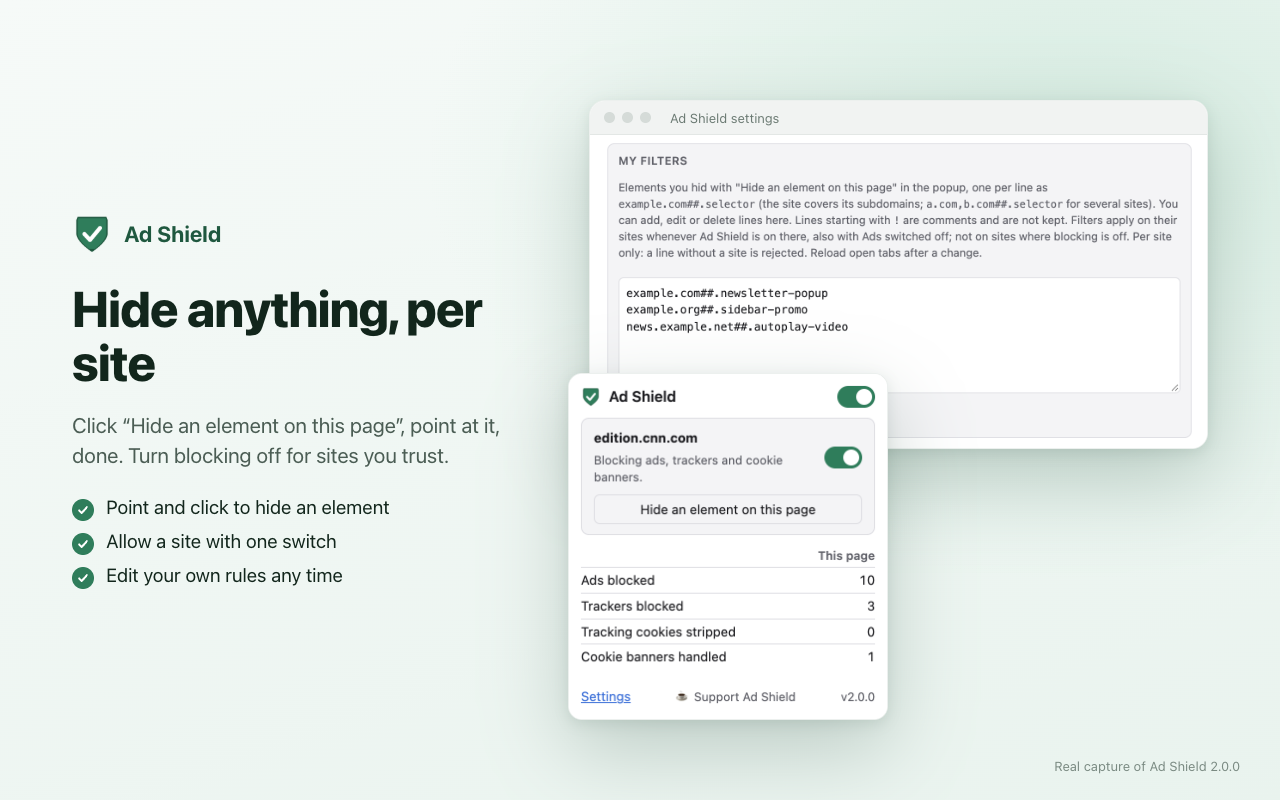 Ad Shield
Hide anything, per
site
Click “Hide an element on this page”, point at it,
done. Turn blocking off for sites you trust.
Point and click to hide an element
Allow a site with one switch
Edit your own rules any time
Ad Shield settings
MY FILTERS
Elements you hid with "Hide an element on this page" in the popup, one per line as
example.com##.selector (the site covers its subdomains; a.com,b.com##.selector for several sites). You
can add, edit or delete lines here. Lines starting with ! are comments and are not kept. Filters apply on their
sites whenever Ad Shield is on there, also with Ads switched off; not on sites where blocking is off. Per site
only: a line without a site is rejected. Reload open tabs after a change.
example.com##.newsletter-popup
example.org##.sidebar-promo
news.example.net##.autoplay-video
Ad Shield
edition.cnn.com
Blocking ads, trackers and cookie
banners.
Hide an element on this page
This page
Ads blocked 10
Trackers blocked 3
Tracking cookies stripped 0
Cookie banners handled 1
Settings Support Ad Shield v2.0.0
Real capture of Ad Shield 2.0.0